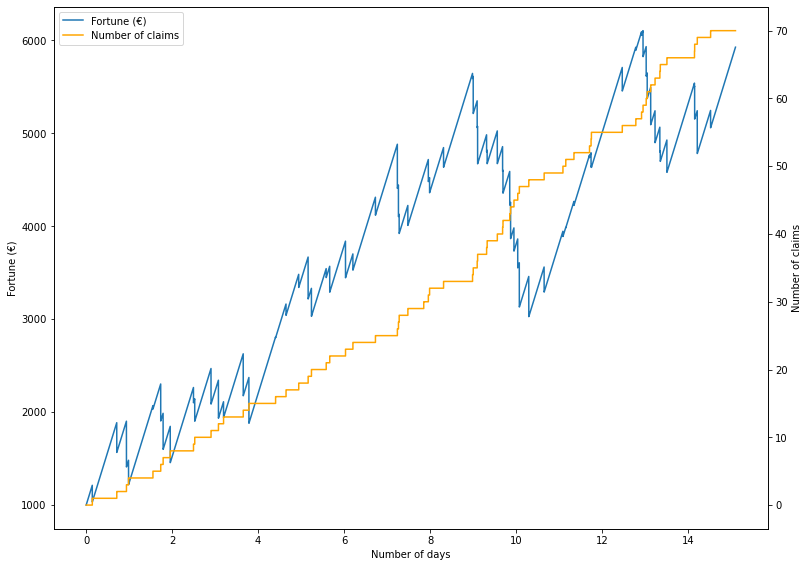 Fortune (€)
Number of claims
6000
5000
4000
3000
2000
1000
70
60
50
40
30
20
10
0
Fortune (€)
Number of claims
0 2 4 6 8 10 12 14
Number of days